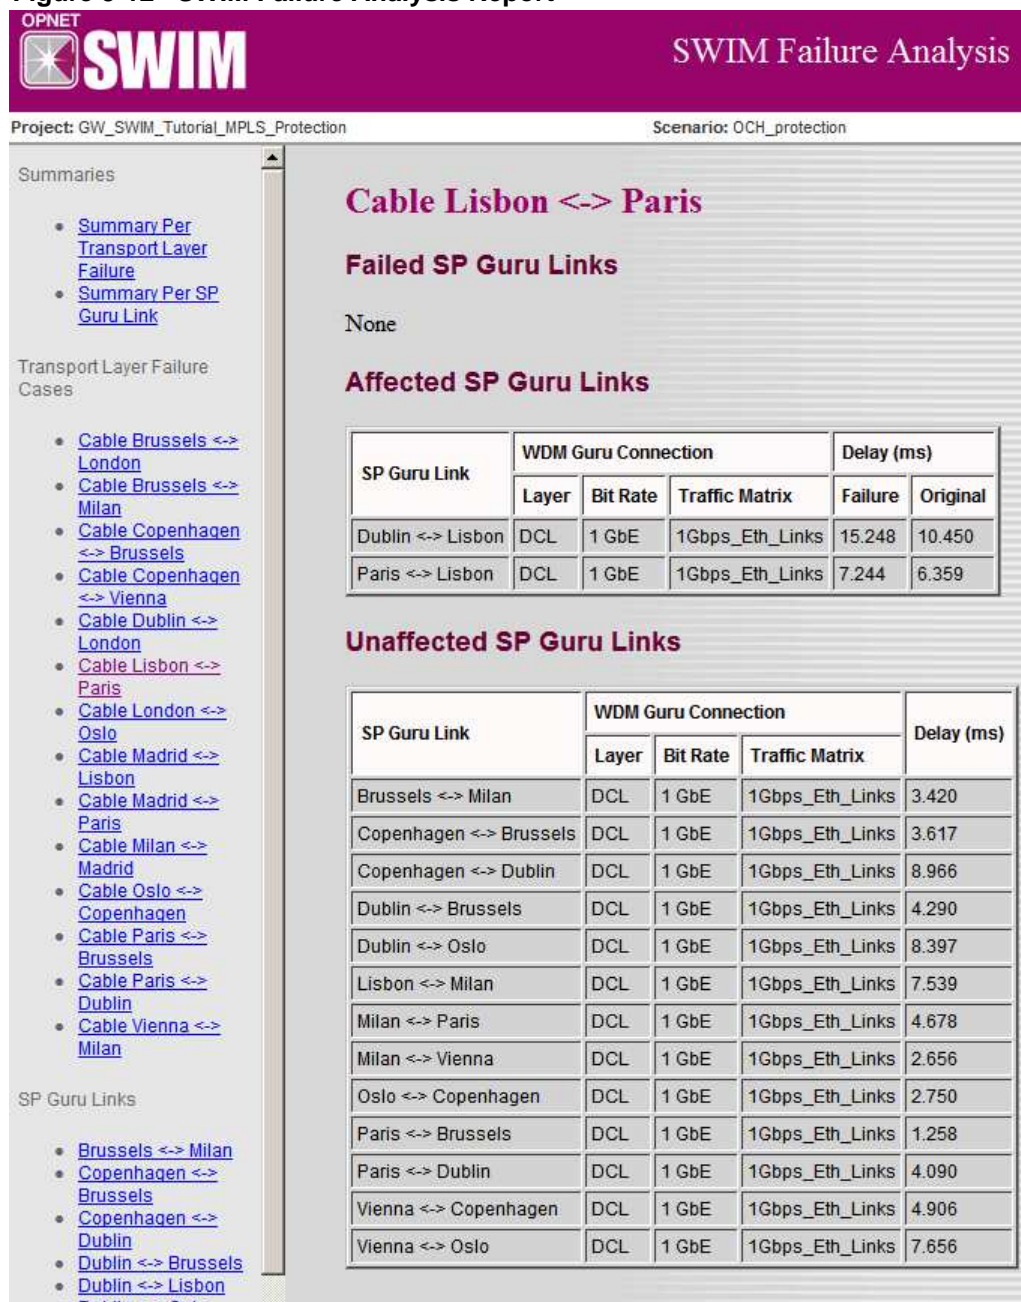 OPNET
SWIM
SWIM Failure Analysis
Project: GW_SWIM_Tutorial_MPLS_Protection
Scenario: OCH_protection
Summaries
Summary Per
Transport Layer
Failure
Summary Per SP
Guru Link
Transport Layer Failure
Cases
Cable Brussels <->
London
Cable Brussels <->
Milan
Cable Copenhagen
<-> Brussels
Cable Copenhagen
<-> Vienna
Cable Dublin <->
London
Cable Lisbon <->
Paris
Cable London <->
Oslo
Cable Madrid <->
Lisbon
Cable Madrid <->
Paris
Cable Milan <->
Madrid
Cable Oslo <->
Copenhagen
Cable Paris <->
Brussels
Cable Paris <->
Dublin
Cable Vienna <->
Milan
SP Guru Links
Brussels <-> Milan
Copenhagen <->
Brussels
Copenhagen <->
Dublin
Dublin <-> Brussels
Dublin <-> Lisbon
Cable Lisbon <-> Paris
Failed SP Guru Links
None
Affected SP Guru Links
SP Guru Link WDM Guru Connection Delay (ms)
Layer Bit Rate Traffic Matrix Failure Original
Dublin <-> Lisbon DCL 1 GbE 1Gbps_Eth_Links 15.248 10.450
Paris <-> Lisbon DCL 1 GbE 1Gbps_Eth_Links 7.244 6.359
Unaffected SP Guru Links
SP Guru Link WDM Guru Connection Delay (ms)
Layer Bit Rate Traffic Matrix
Brussels <-> Milan DCL 1 GbE 1Gbps_Eth_Links 3.420
Copenhagen <-> Brussels DCL 1 GbE 1Gbps_Eth_Links 3.617
Copenhagen <-> Dublin DCL 1 GbE 1Gbps_Eth_Links 8.966
Dublin <-> Brussels DCL 1 GbE 1Gbps_Eth_Links 4.290
Dublin <-> Oslo DCL 1 GbE 1Gbps_Eth_Links 8.397
Lisbon <-> Milan DCL 1 GbE 1Gbps_Eth_Links 7.539
Milan <-> Paris DCL 1 GbE 1Gbps_Eth_Links 4.678
Milan <-> Vienna DCL 1 GbE 1Gbps_Eth_Links 2.656
Oslo <-> Copenhagen DCL 1 GbE 1Gbps_Eth_Links 2.750
Paris <-> Brussels DCL 1 GbE 1Gbps_Eth_Links 1.258
Paris <-> Dublin DCL 1 GbE 1Gbps_Eth_Links 4.090
Vienna <-> Copenhagen DCL 1 GbE 1Gbps_Eth_Links 4.906
Vienna <-> Oslo DCL 1 GbE 1Gbps_Eth_Links 7.656